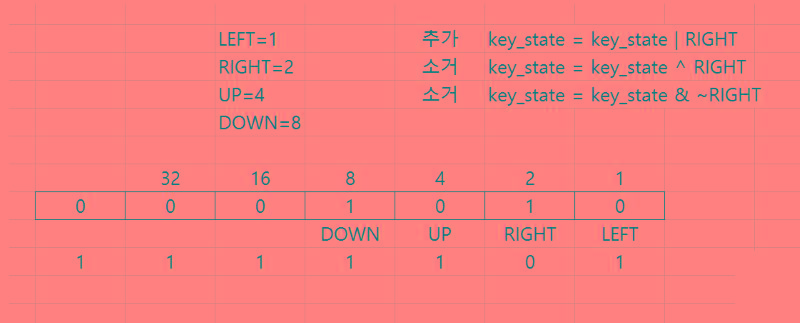 LEFT=1 추가 key_state = key_state | RIGHT
RIGHT=2 소거 key_state = key_state ^ RIGHT
UP=4 소거 key_state = key_state & ~RIGHT
DOWN=8
32 16 8 4 2 1
0 0 0 1 0 1 0
DOWN UP RIGHT LEFT
1 1 1 1 1 0 1